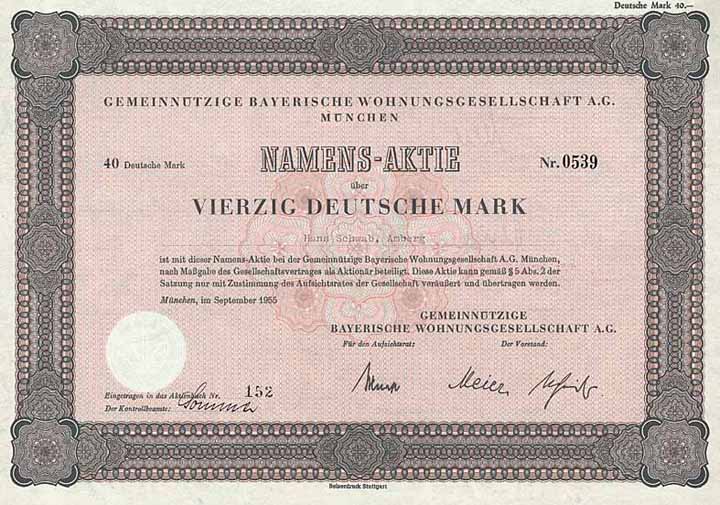 Deutsche Mark 40.—
GEMEINNÜTZIGE BAYERISCHE WOHNUNGSGESELLSCHAFT A.G.
MÜNCHEN
40 Deutsche Mark NAMENS-AKTIE Nr. 0539
über
VIERZIG DEUTSCHE MARK
Hans Schwab, Amberg
ist mit dieser Namens-Aktie bei der Gemeinnützige Bayerische Wohnungsgesellschaft A.G. München,
nach Maßgabe des Gesellschaftsvertrages als Aktionär beteiligt. Diese Aktie kann gemäß § 5 Abs. 2 der
Satzung nur mit Zustimmung des Aufsichtsrates der Gesellschaft veräußert und übertragen werden.
München, im September 1955
GEMEINNÜTZIGE
BAYERISCHE WOHNUNGSGESELLSCHAFT A.G.
Für den Aufsichtsrat: Der Vorstand:
Meier
Eingetragen in das Aktienbuch Nr. 152
Der Kontrollbeamte: Sommer
Belserdruck Stuttgart